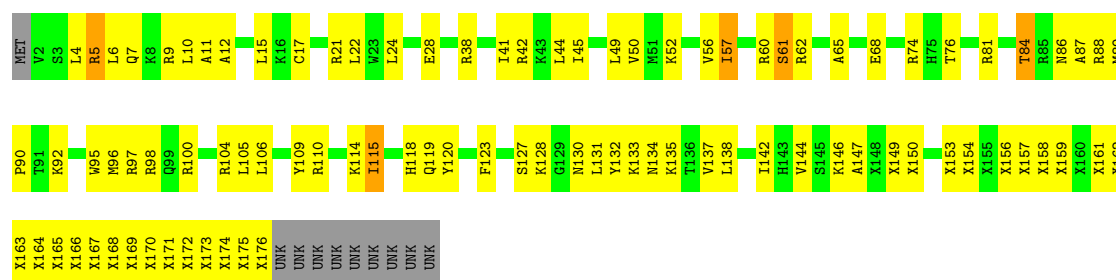 MET V2 S3 L4 R5 L6 Q7 K8 R9 L10 A11 A12 L15 K16 C17 R21 L22 W23 L24 E28 R38 I41 R42 K43 L44 I45 L49 V50 M51 K52 V56 I57 R60 S61 R62 A65 E68 R74 H75 T76 R81 T84 R85 N86 A87 R88
P90 T91 K92 W95 M96 R97 R98 Q99 R100 R104 L105 L106 Y109 R110 K114 I115 H118 Q119 Y120 F123 S127 K128 G129 N130 L131 Y132 K133 N134 K135 T136 V137 L138 I142 H143 V144 S145 K146 A147 X148 X149 X150 X153 X154 X155 X156 X157 X158 X159 X160 X161
X163 X164 X165 X166 X167 X168 X169 X170 X171 X172 X173 X174 X175 X176 UNK UNK UNK UNK UNK UNK UNK